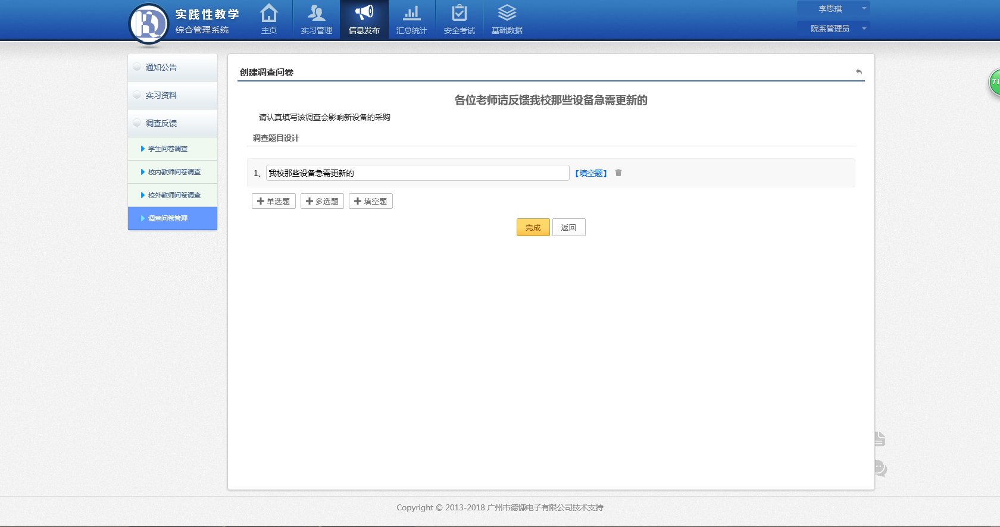 实践性教学
综合管理系统
主页
实习管理
信息发布
汇总统计
安全考试
基础数据
李思琪
院系管理员
通知公告
实习资料
调查反馈
学生问卷调查
校内教师问卷调查
校外教师问卷调查
调查问卷管理
创建调查问卷
各位老师请反馈我校那些设备急需更新的
请认真填写该调查会影响新设备的采购
调查题目设计
1、 我校那些设备急需更新的 【填空题】
单选题 多选题 填空题
完成 返回
71
Copyright © 2013-2018 广州市德慷电子有限公司技术支持